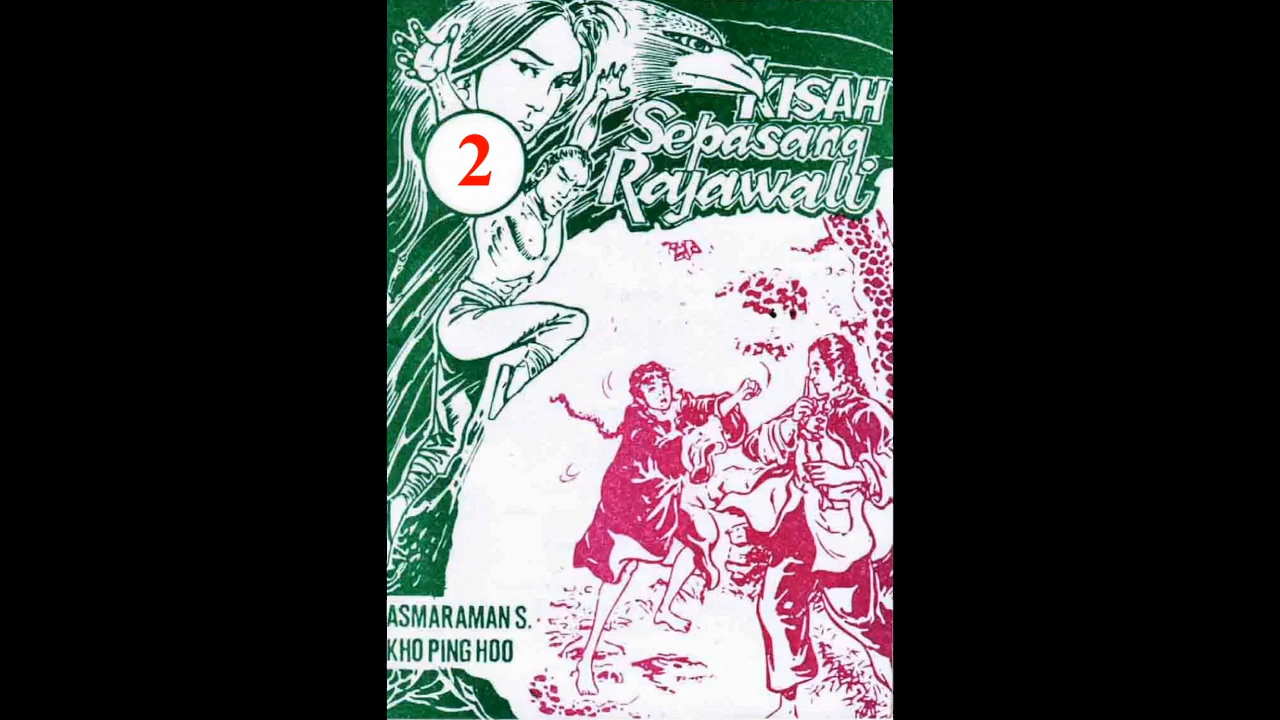 KISAH
Sepasang
Rajawali
2
ASMARAMAN S.
KHO PING HOO